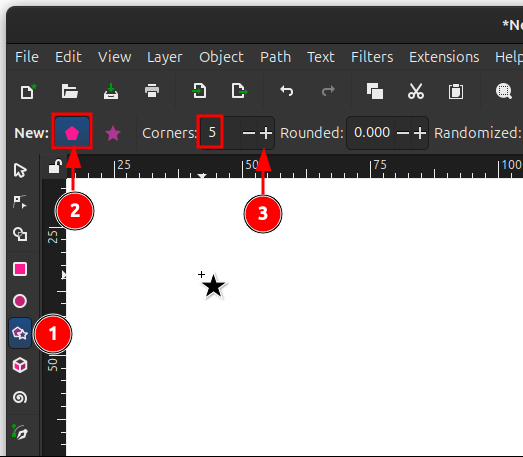 *Ne
File Edit View Layer Object Path Text Filters Extensions Help
New: Corners: 5 Rounded: 0.000 Randomized:
25 50 75 100
2 3
25
1
50